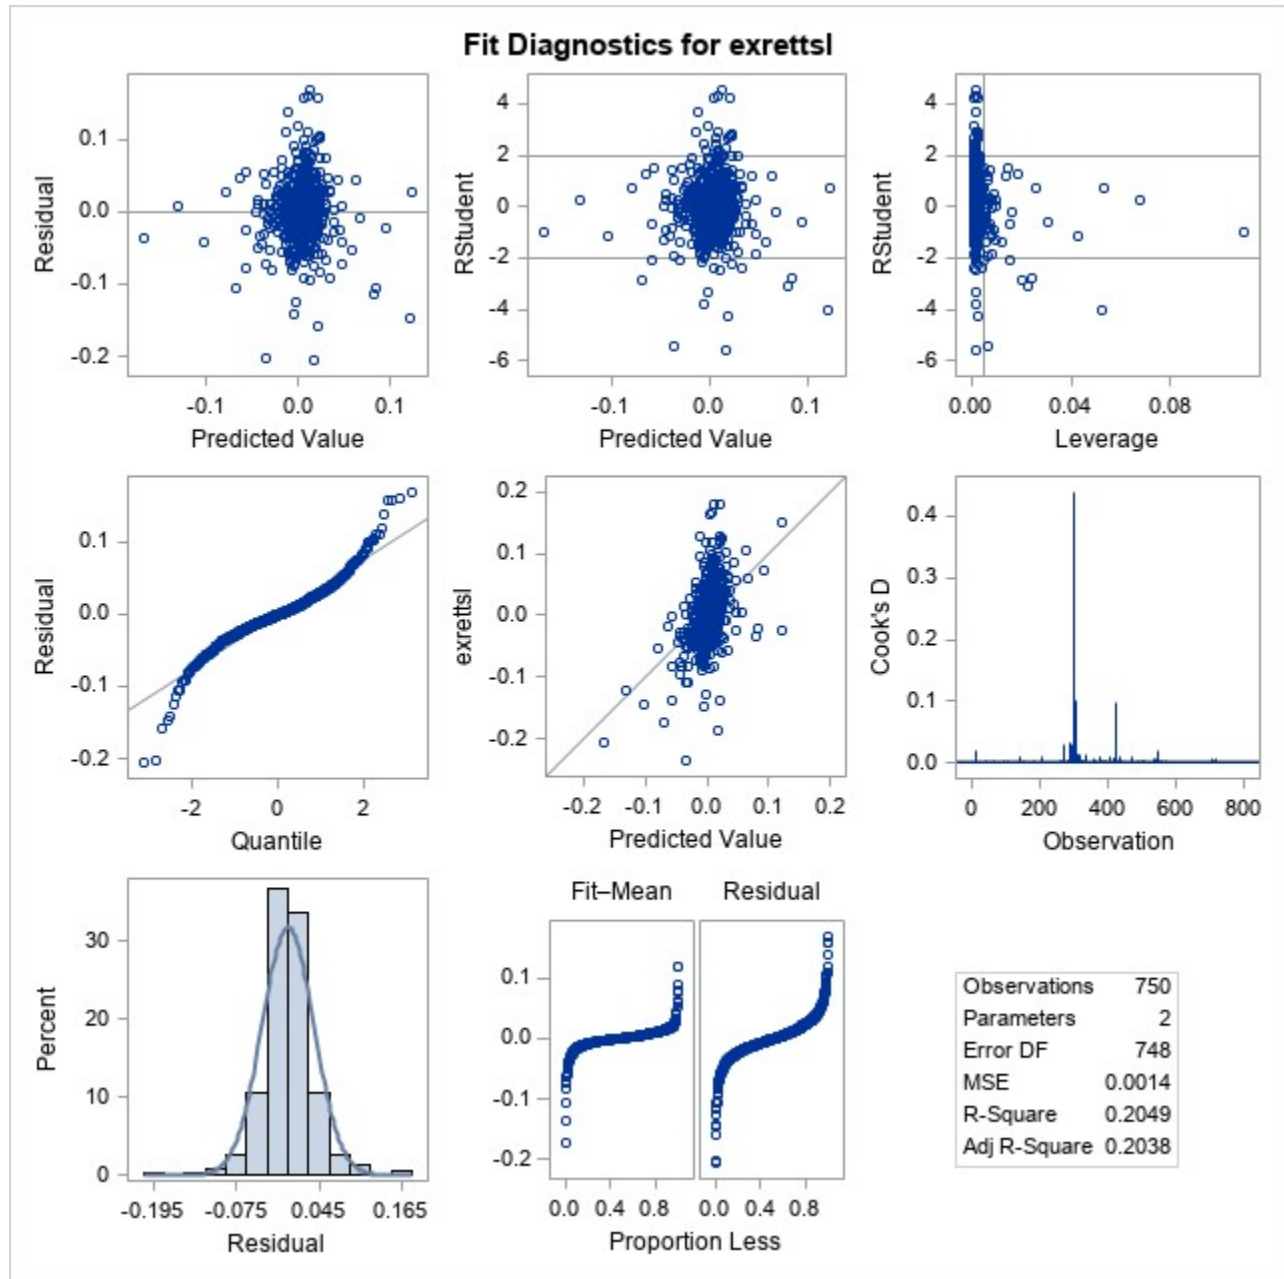 Fit Diagnostics for exrettsl
Residual
0.1
0.0
-0.1
-0.2
-0.1 0.0 0.1
Predicted Value
RStudent
4
2
0
-2
-4
-6
-0.1 0.0 0.1
Predicted Value
RStudent
4
2
0
-2
-4
-6
0.00 0.04 0.08
Leverage
Residual
0.1
0.0
-0.1
-0.2
-2 0 2
Quantile
exrettsl
0.2
0.1
0.0
-0.1
-0.2
-0.2 -0.1 0.0 0.1 0.2
Predicted Value
Cook's D
0.4
0.3
0.2
0.1
0.0
0 200 400 600 800
Observation
Percent
30
20
10
0
-0.195 -0.075 0.045 0.165
Residual
Fit–Mean Residual
0.1
0.0
-0.1
-0.2
0.0 0.4 0.8 0.0 0.4 0.8
Proportion Less
Observations 750
Parameters 2
Error DF 748
MSE 0.0014
R-Square 0.2049
Adj R-Square 0.2038